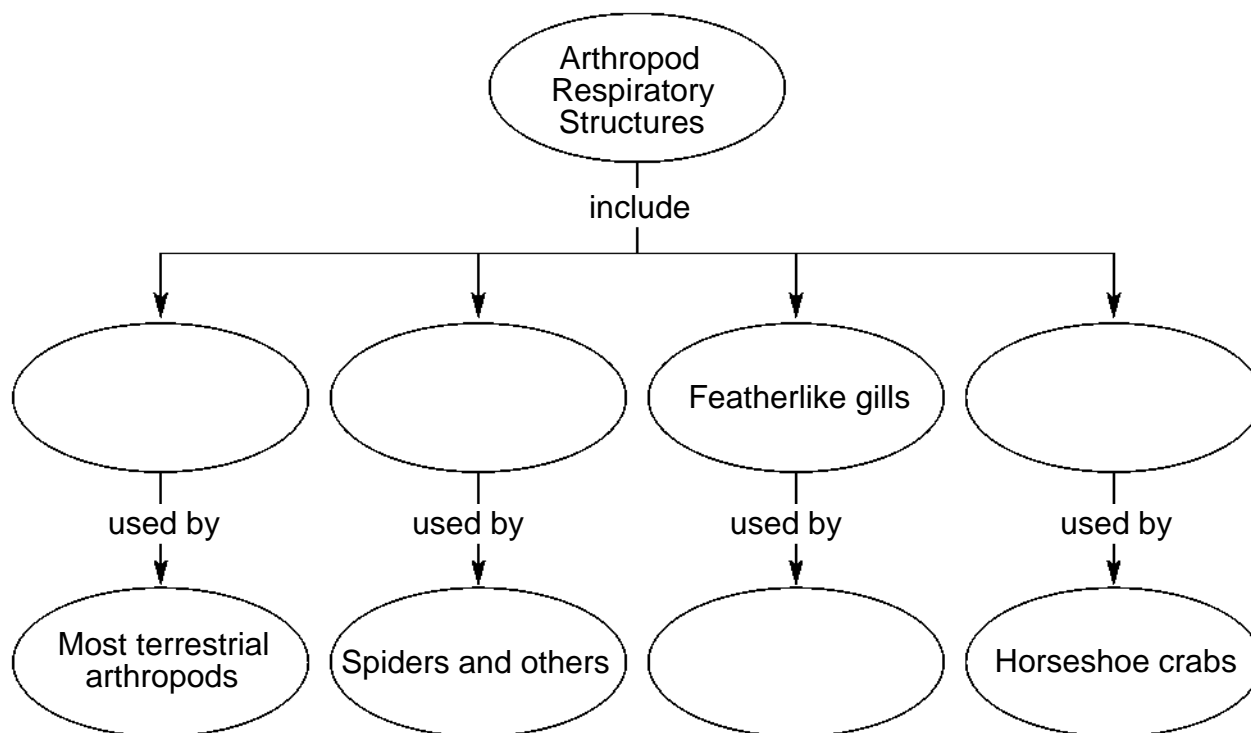 Arthropod
Respiratory
Structures
include
Featherlike gills
used by
used by
used by
used by
Most terrestrial
arthropods
Spiders and others
Horseshoe crabs